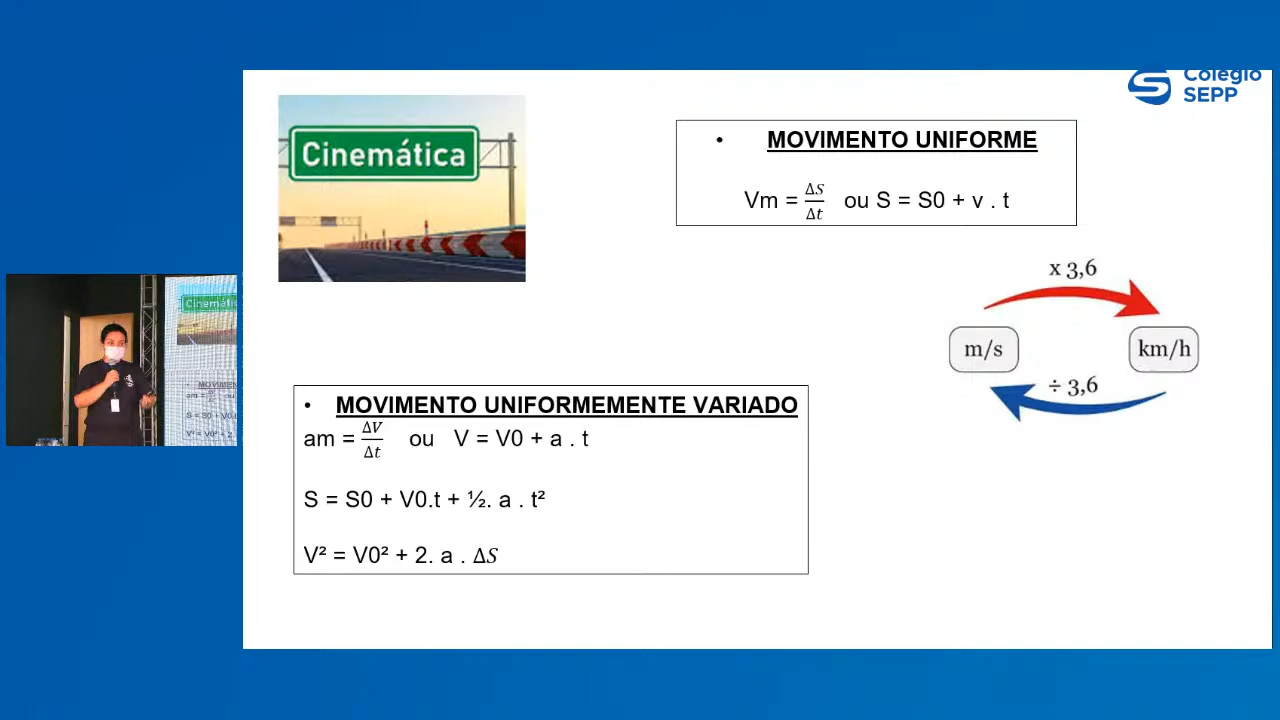 Colégio
SEPP
Cinemática
• MOVIMENTO UNIFORME
Vm = ΔS/Δt ou S = S0 + v . t
x 3,6
m/s km/h
÷ 3,6
• MOVIMENTO UNIFORMEMENTE VARIADO
am = ΔV/Δt ou V = V0 + a . t
S = S0 + V0.t + ½. a . t²
V² = V0² + 2. a . ΔS